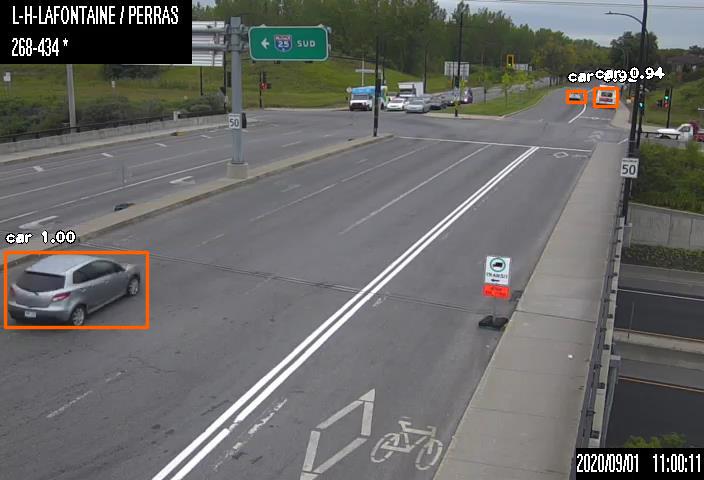 L-H-LAFONTAINE / PERRAS
268-434 *
25 SUD
50
50
car 0.94
car 1.00
TRANSIT
2020/09/01 11:00:11